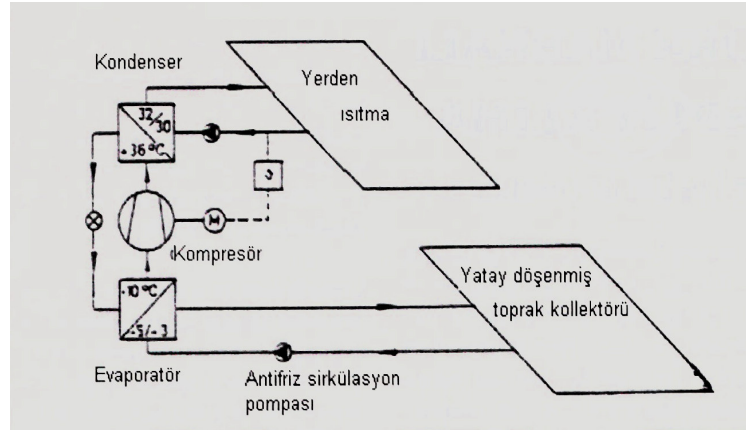 Kondenser
Yerden
ısıtma
32/30
+36°C
ϑ
M
Kompresör
-10°C
-5/-3
Yatay döşenmiş
toprak kollektörü
Evaporatör
Antifriz sirkülasyon
pompası